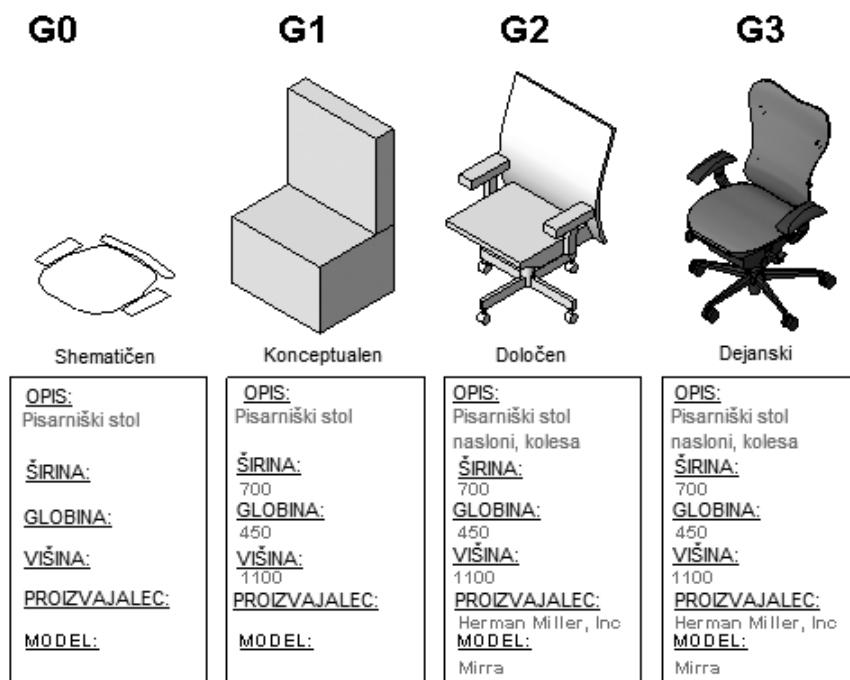 G0
G1
G2
G3
Shematičen
Konceptualen
Določen
Dejanski
OPIS:
Pisarniški stol
ŠIRINA:
GLOBINA:
VIŠINA:
PROIZVAJALEC:
MODEL:
OPIS:
Pisarniški stol
ŠIRINA:
700
GLOBINA:
450
VIŠINA:
1100
PROIZVAJALEC:
MODEL:
OPIS:
Pisarniški stol
nasloni, kolesa
ŠIRINA:
700
GLOBINA:
450
VIŠINA:
1100
PROIZVAJALEC:
Herman Miller, Inc
MODEL:
Mirra
OPIS:
Pisarniški stol
nasloni, kolesa
ŠIRINA:
700
GLOBINA:
450
VIŠINA:
1100
PROIZVAJALEC:
Herman Miller, Inc
MODEL:
Mirra